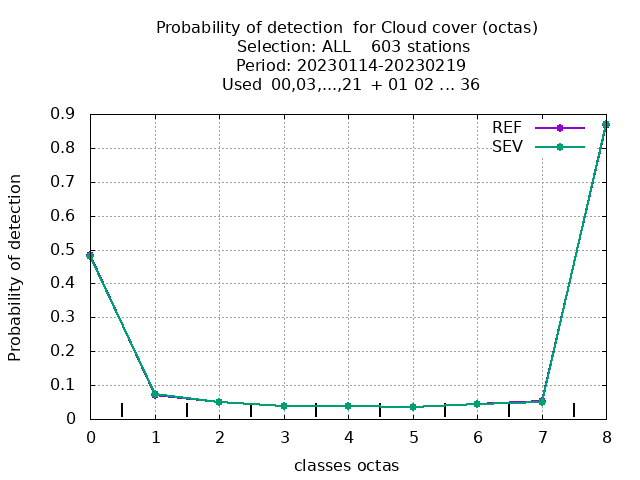 Probability of detection  for Cloud cover (octas)
Selection: ALL    603 stations
Period: 20230114-20230219
Used  00,03,...,21  + 01 02 ... 36
REF
SEV
0.9
0.8
0.7
0.6
0.5
0.4
0.3
0.2
0.1
0
Probability of detection
0 1 2 3 4 5 6 7 8
classes octas